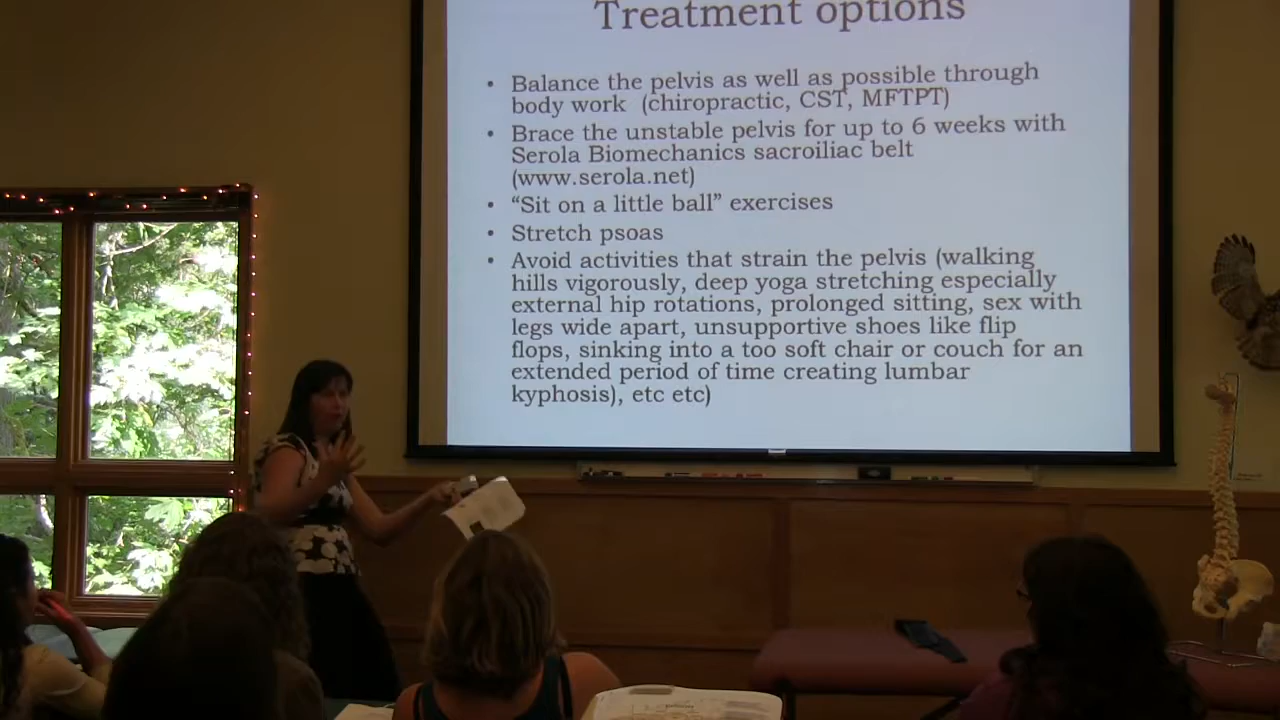 Treatment options
• Balance the pelvis as well as possible through
body work (chiropractic, CST, MFTPT)
• Brace the unstable pelvis for up to 6 weeks with
Serola Biomechanics sacroiliac belt
(www.serola.net)
• “Sit on a little ball” exercises
• Stretch psoas
• Avoid activities that strain the pelvis (walking
hills vigorously, deep yoga stretching especially
external hip rotations, prolonged sitting, sex with
legs wide apart, unsupportive shoes like flip
flops, sinking into a too soft chair or couch for an
extended period of time creating lumbar
kyphosis), etc etc)